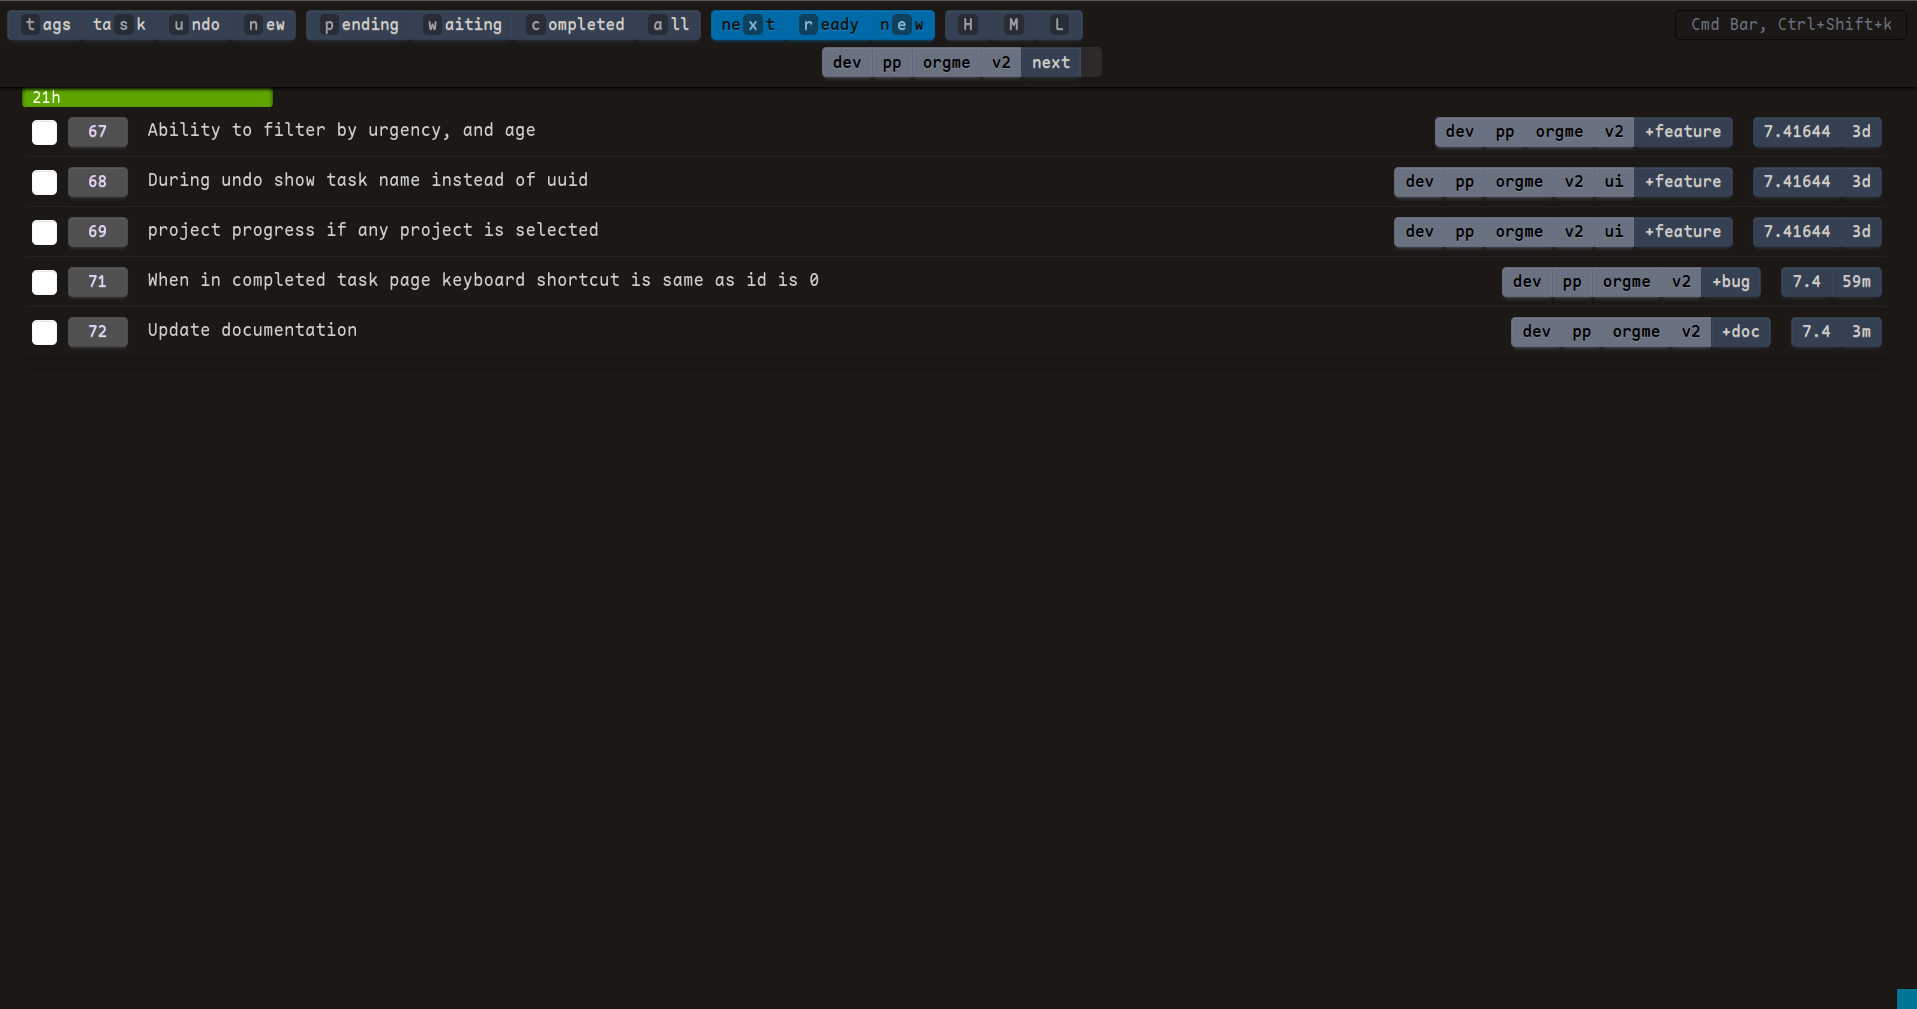 tags task undo new pending waiting completed all next ready new H M L Cmd Bar, Ctrl+Shift+k
dev pp orgme v2 next
21h
67 Ability to filter by urgency, and age dev pp orgme v2 +feature 7.41644 3d
68 During undo show task name instead of uuid dev pp orgme v2 ui +feature 7.41644 3d
69 project progress if any project is selected dev pp orgme v2 ui +feature 7.41644 3d
71 When in completed task page keyboard shortcut is same as id is 0 dev pp orgme v2 +bug 7.4 59m
72 Update documentation dev pp orgme v2 +doc 7.4 3m